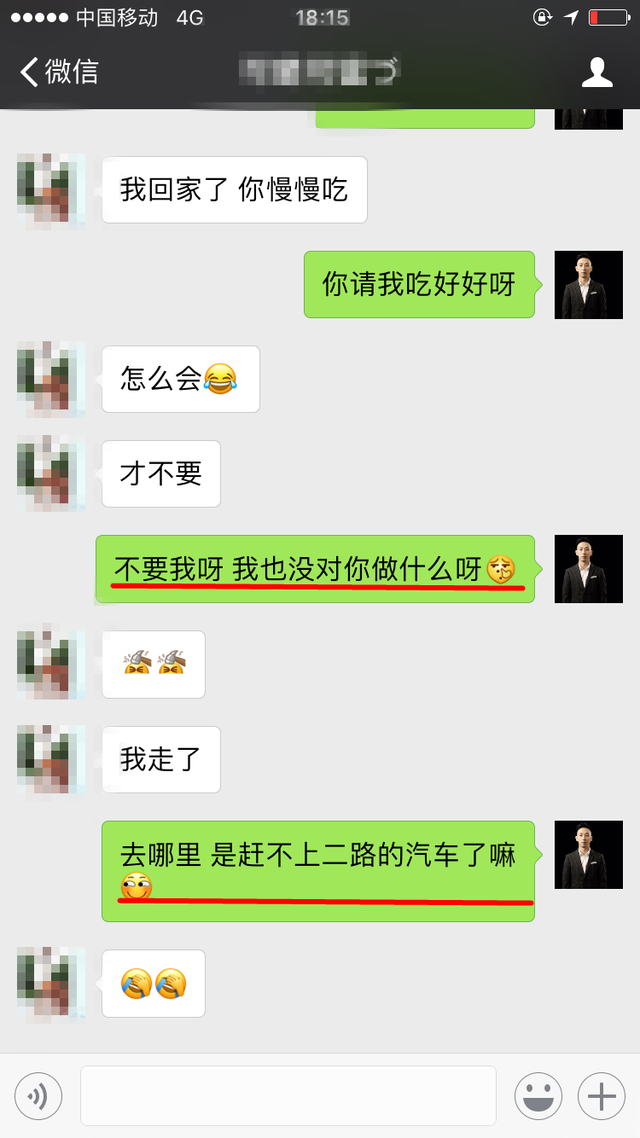 中国移动 4G 18:15
微信
我回家了 你慢慢吃
你请我吃好好呀
怎么会😂
才不要
不要我呀 我也没对你做什么呀
我走了
去哪里 是赶不上二路的汽车了嘛